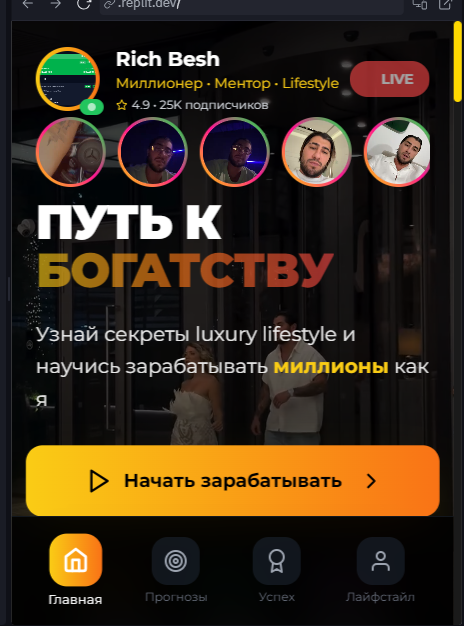 .replit.dev/
Rich Besh
Миллионер • Ментор • Lifestyle
LIVE
4.9 • 25K подписчиков
ПУТЬ К
БОГАТСТВУ
Узнай секреты luxury lifestyle и
научись зарабатывать миллионы как
я
Начать зарабатывать
Главная
Прогнозы
Успех
Лайфстайл